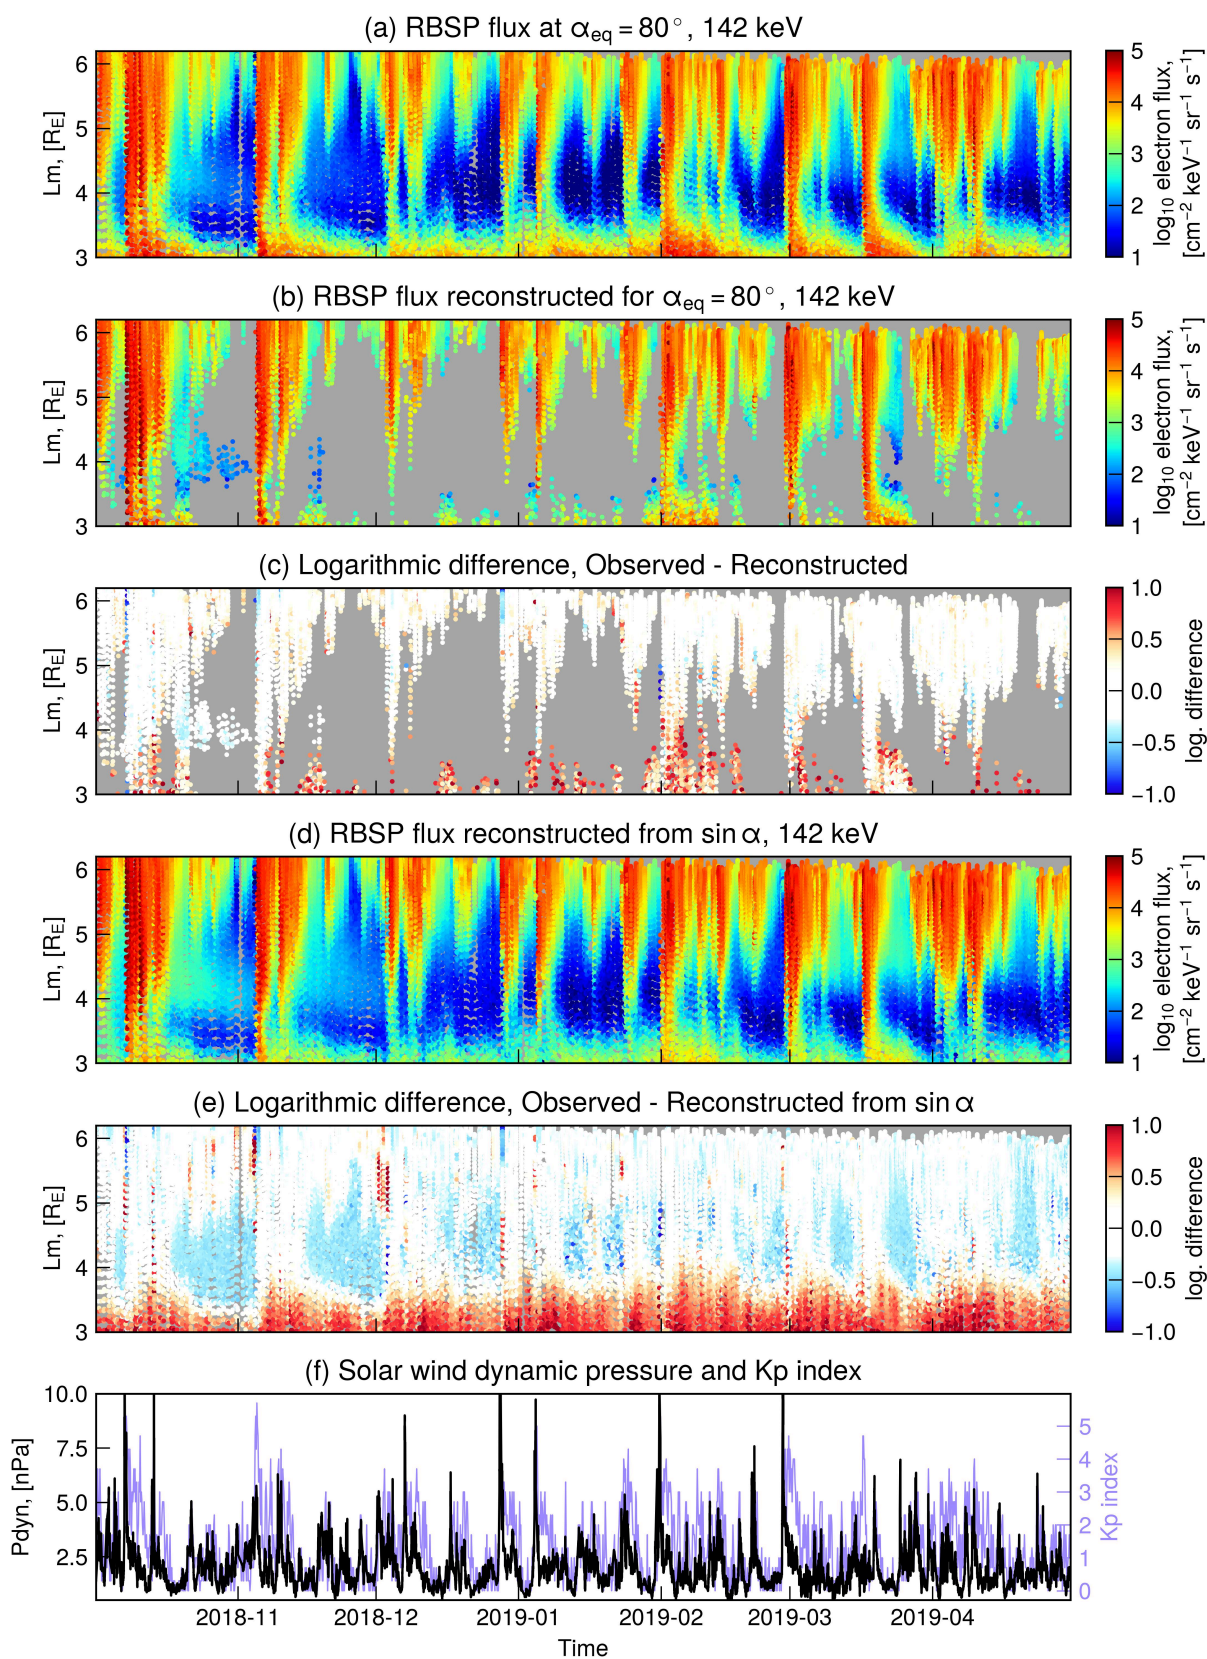 (a) RBSP flux at αeq = 80°, 142 keV
6
5
4
3
Lm, [RE]
5
4
3
2
1
log10 electron flux,
[cm−2 keV−1 sr−1 s−1]
(b) RBSP flux reconstructed for αeq = 80°, 142 keV
6
5
4
3
Lm, [RE]
5
4
3
2
1
log10 electron flux,
[cm−2 keV−1 sr−1 s−1]
(c) Logarithmic difference, Observed - Reconstructed
6
5
4
3
Lm, [RE]
1.0
0.5
0.0
−0.5
−1.0
log. difference
(d) RBSP flux reconstructed from sin α, 142 keV
6
5
4
3
Lm, [RE]
5
4
3
2
1
log10 electron flux,
[cm−2 keV−1 sr−1 s−1]
(e) Logarithmic difference, Observed - Reconstructed from sin α
6
5
4
3
Lm, [RE]
1.0
0.5
0.0
−0.5
−1.0
log. difference
(f) Solar wind dynamic pressure and Kp index
10.0
7.5
5.0
2.5
Pdyn, [nPa]
5
4
3
2
1
0
Kp index
2018-11 2018-12 2019-01 2019-02 2019-03 2019-04
Time